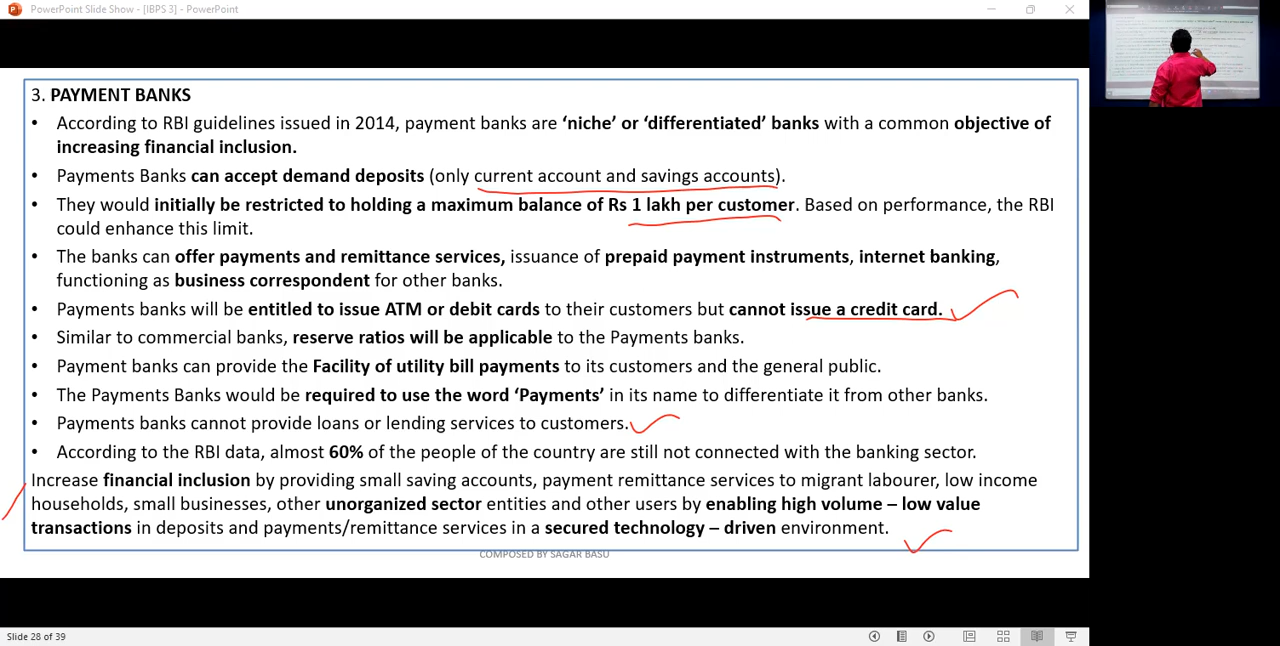 PowerPoint Slide Show - [IBPS 3] - PowerPoint
3. PAYMENT BANKS
• According to RBI guidelines issued in 2014, payment banks are ‘niche’ or ‘differentiated’ banks with a common objective of
increasing financial inclusion.
• Payments Banks can accept demand deposits (only current account and savings accounts).
• They would initially be restricted to holding a maximum balance of Rs 1 lakh per customer. Based on performance, the RBI
could enhance this limit.
• The banks can offer payments and remittance services, issuance of prepaid payment instruments, internet banking,
functioning as business correspondent for other banks.
• Payments banks will be entitled to issue ATM or debit cards to their customers but cannot issue a credit card.
• Similar to commercial banks, reserve ratios will be applicable to the Payments banks.
• Payment banks can provide the Facility of utility bill payments to its customers and the general public.
• The Payments Banks would be required to use the word ‘Payments’ in its name to differentiate it from other banks.
• Payments banks cannot provide loans or lending services to customers.
• According to the RBI data, almost 60% of the people of the country are still not connected with the banking sector.
Increase financial inclusion by providing small saving accounts, payment remittance services to migrant labourer, low income
households, small businesses, other unorganized sector entities and other users by enabling high volume – low value
transactions in deposits and payments/remittance services in a secured technology – driven environment.
COMPOSED BY SAGAR BASU
Slide 28 of 39